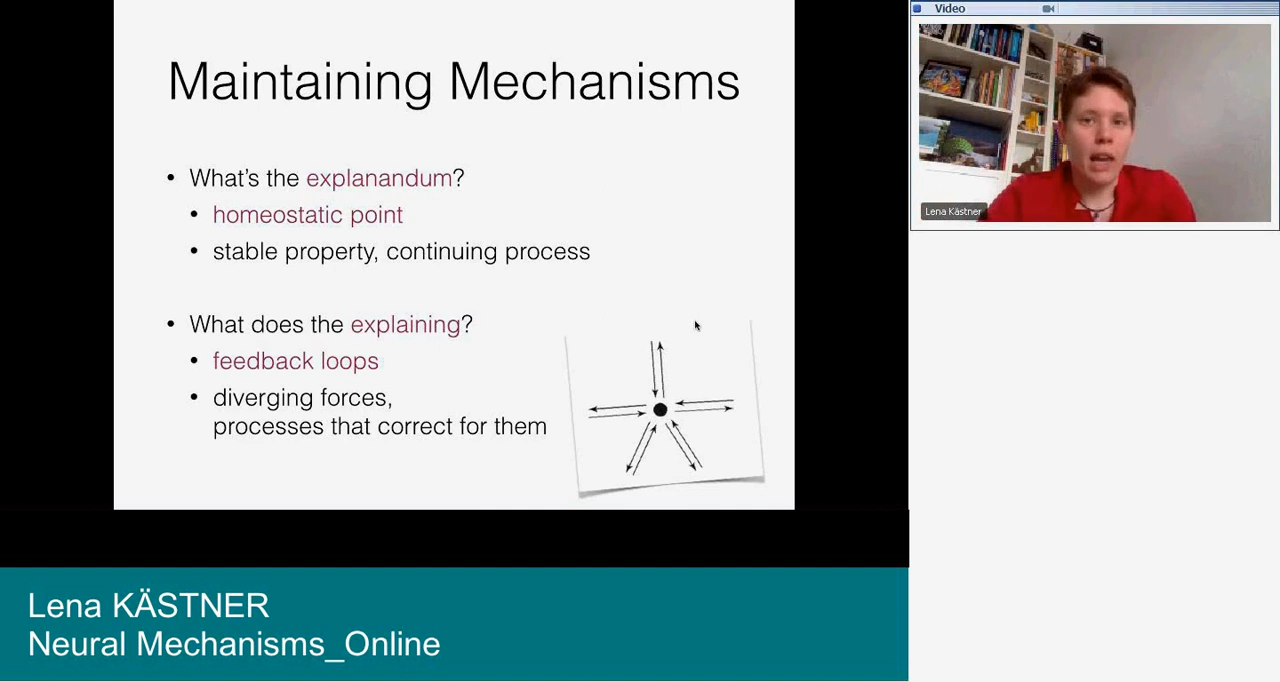 Maintaining Mechanisms
• What's the explanandum?
• homeostatic point
• stable property, continuing process
• What does the explaining?
• feedback loops
• diverging forces,
processes that correct for them
Video
Lena Kästner
Lena KÄSTNER
Neural Mechanisms_Online